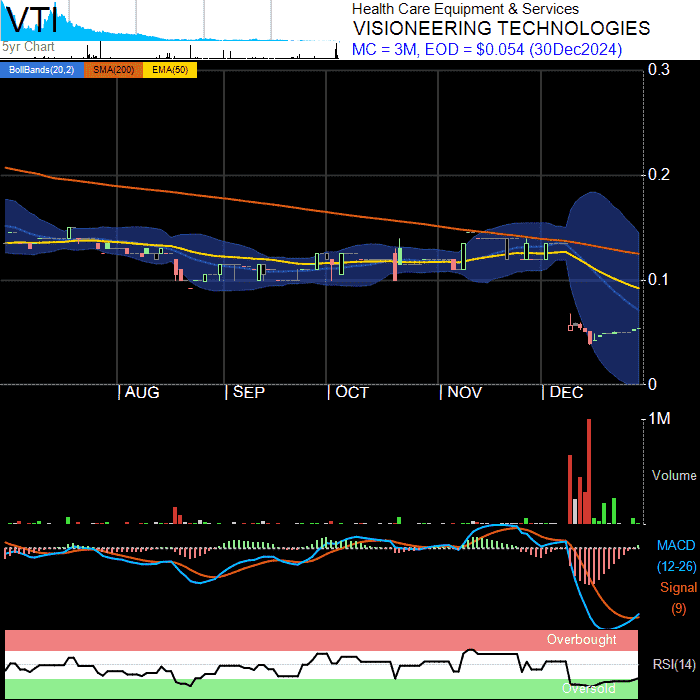 VTI
5yr Chart
Health Care Equipment & Services
VISIONEERING TECHNOLOGIES
MC = 3M, EOD = $0.054 (30Dec2024)
BollBands(20,2) SMA(200) EMA(50)
0.3
0.2
0.1
0
AUG SEP OCT NOV DEC
1M
Volume
MACD
(12-26)
Signal
(9)
Overbought
RSI(14)
Oversold